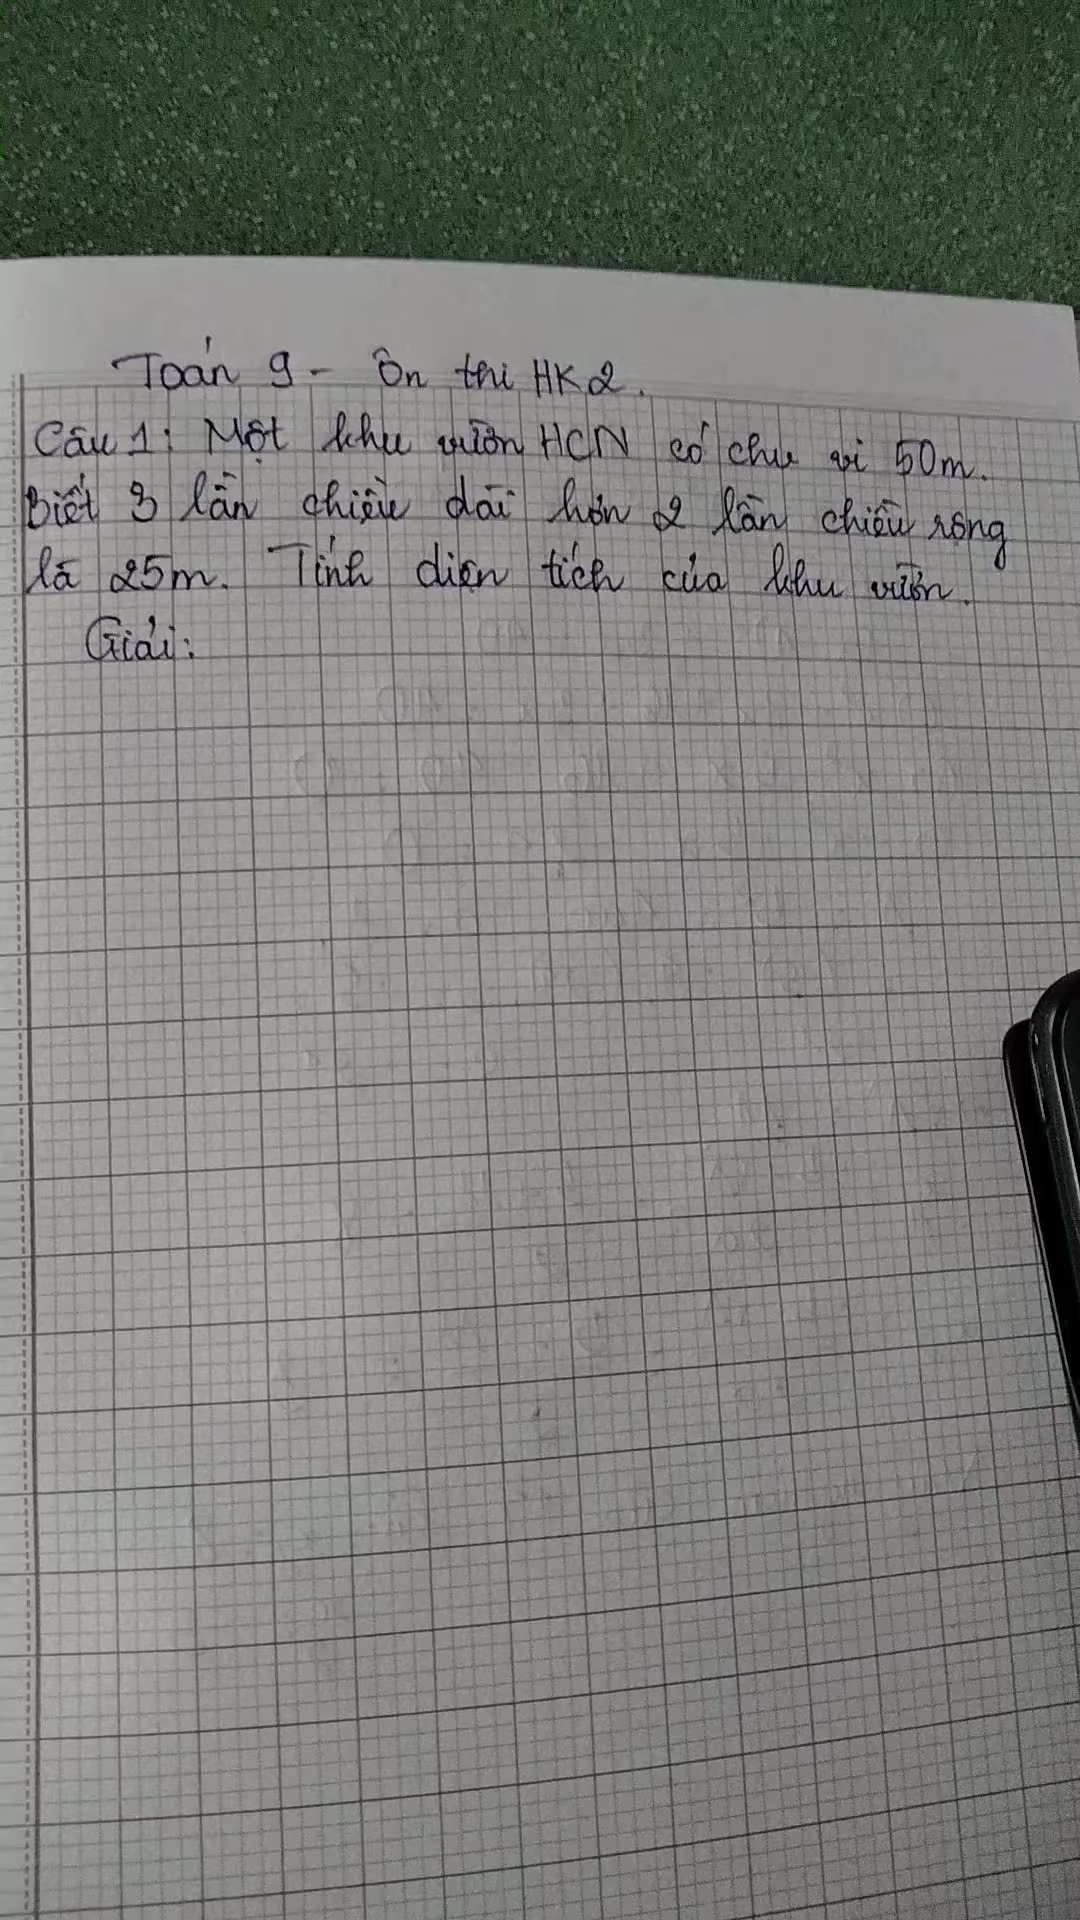 Toán 9 - Ôn thi HK2.
Câu 1: Một khu vườn HCN có chu vi 50m.
Biết 3 lần chiều dài hơn 2 lần chiều rộng
là 25m. Tính diện tích của khu vườn.
Giải: